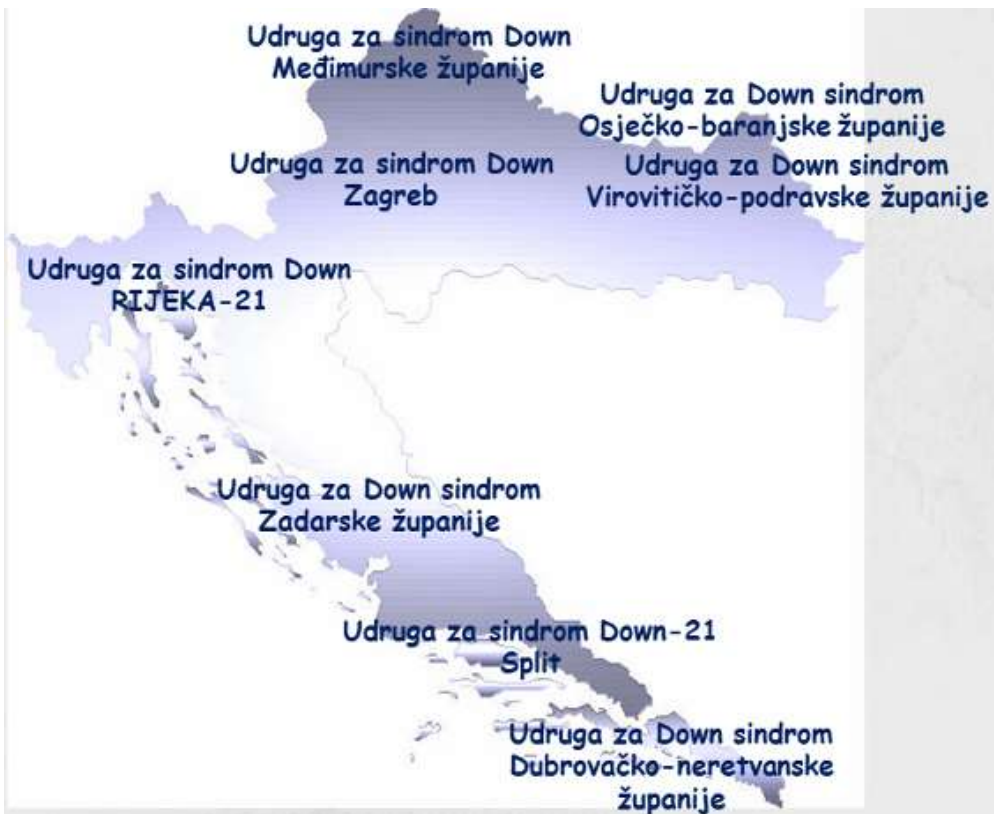 Udruga za sindrom Down
Međimurske županije
Udruga za Down sindrom
Osječko-baranjske županije
Udruga za sindrom Down
Zagreb
Udruga za Down sindrom
Virovitičko-podravske županije
Udruga za sindrom Down
RIJEKA-21
Udruga za Down sindrom
Zadarske županije
Udruga za sindrom Down-21
Split
Udruga za Down sindrom
Dubrovačko-neretvanske
županije